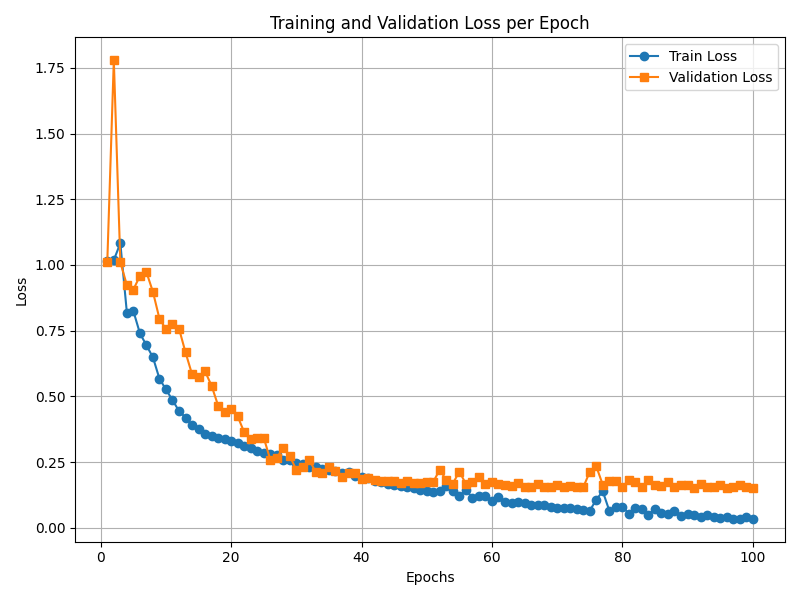 Training and Validation Loss per Epoch
Train Loss
Validation Loss
1.75
1.50
1.25
1.00
0.75
0.50
0.25
0.00
Loss
0 20 40 60 80 100
Epochs